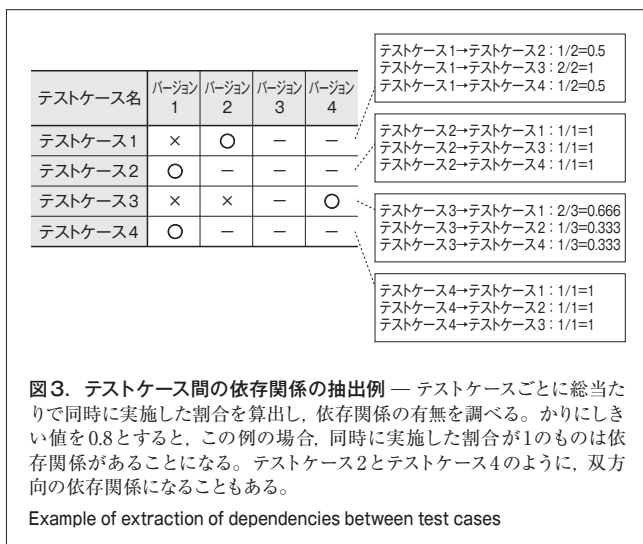 テストケース名 バージョン1 バージョン2 バージョン3 バージョン4
テストケース1 × ○ − −
テストケース2 ○ − − −
テストケース3 × × − ○
テストケース4 ○ − − −
テストケース1→テストケース2：1/2=0.5
テストケース1→テストケース3：2/2=1
テストケース1→テストケース4：1/2=0.5
テストケース2→テストケース1：1/1=1
テストケース2→テストケース3：1/1=1
テストケース2→テストケース4：1/1=1
テストケース3→テストケース1：2/3=0.666
テストケース3→テストケース2：1/3=0.333
テストケース3→テストケース4：1/3=0.333
テストケース4→テストケース1：1/1=1
テストケース4→テストケース2：1/1=1
テストケース4→テストケース3：1/1=1
図3．テストケース間の依存関係の抽出例 — テストケースごとに総当た
りで同時に実施した割合を算出し，依存関係の有無を調べる。かりにしき
い値を0.8とすると，この例の場合，同時に実施した割合が1のものは依
存関係があることになる。テストケース2とテストケース4のように，双方
向の依存関係になることもある。
Example of extraction of dependencies between test cases